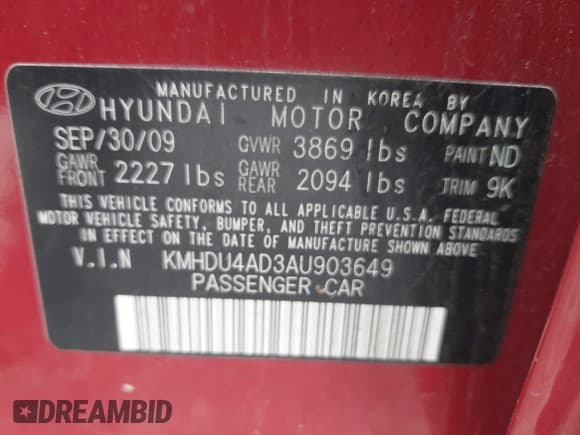 MANUFACTURED IN KOREA BY
HYUNDAI MOTOR COMPANY
SEP/30/09 GVWR 3869 lbs PAINT ND
GAWR FRONT 2227 lbs GAWR REAR 2094 lbs TRIM 9K
THIS VEHICLE CONFORMS TO ALL APPLICABLE U.S.A. FEDERAL
MOTOR VEHICLE SAFETY, BUMPER, AND THEFT PREVENTION STANDARDS
IN EFFECT ON THE DATE OF MANUFACTURE SHOWN ABOVE.
V.I.N KMHDU4AD3AU903649
PASSENGER CAR
DREAMBID